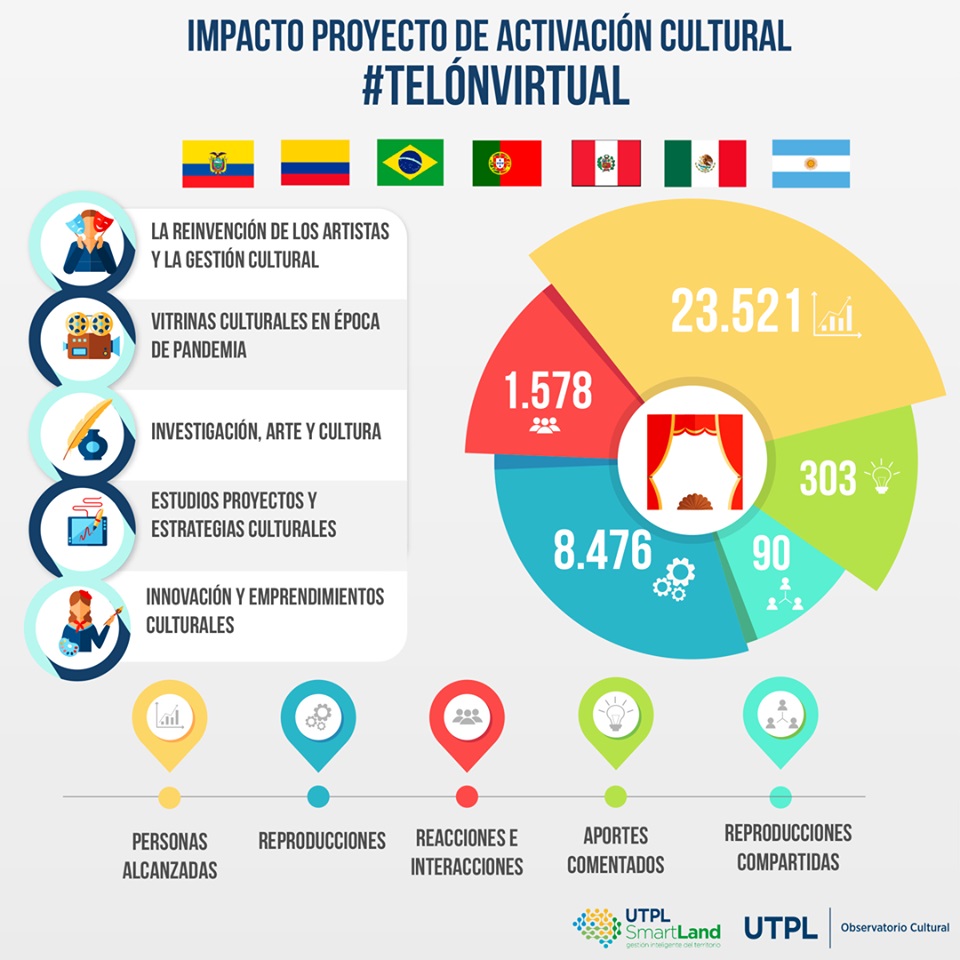 IMPACTO PROYECTO DE ACTIVACIÓN CULTURAL
#TELÓNVIRTUAL
LA REINVENCIÓN DE LOS ARTISTAS
Y LA GESTIÓN CULTURAL
VITRINAS CULTURALES EN ÉPOCA
DE PANDEMIA
INVESTIGACIÓN, ARTE Y CULTURA
ESTUDIOS PROYECTOS Y
ESTRATEGIAS CULTURALES
INNOVACIÓN Y EMPRENDIMIENTOS
CULTURALES
23.521
1.578
303
8.476
90
PERSONAS
ALCANZADAS
REPRODUCCIONES
REACCIONES E
INTERACCIONES
APORTES
COMENTADOS
REPRODUCCIONES
COMPARTIDAS
UTPL
SmartLand
gestión inteligente del territorio
UTPL
Observatorio Cultural